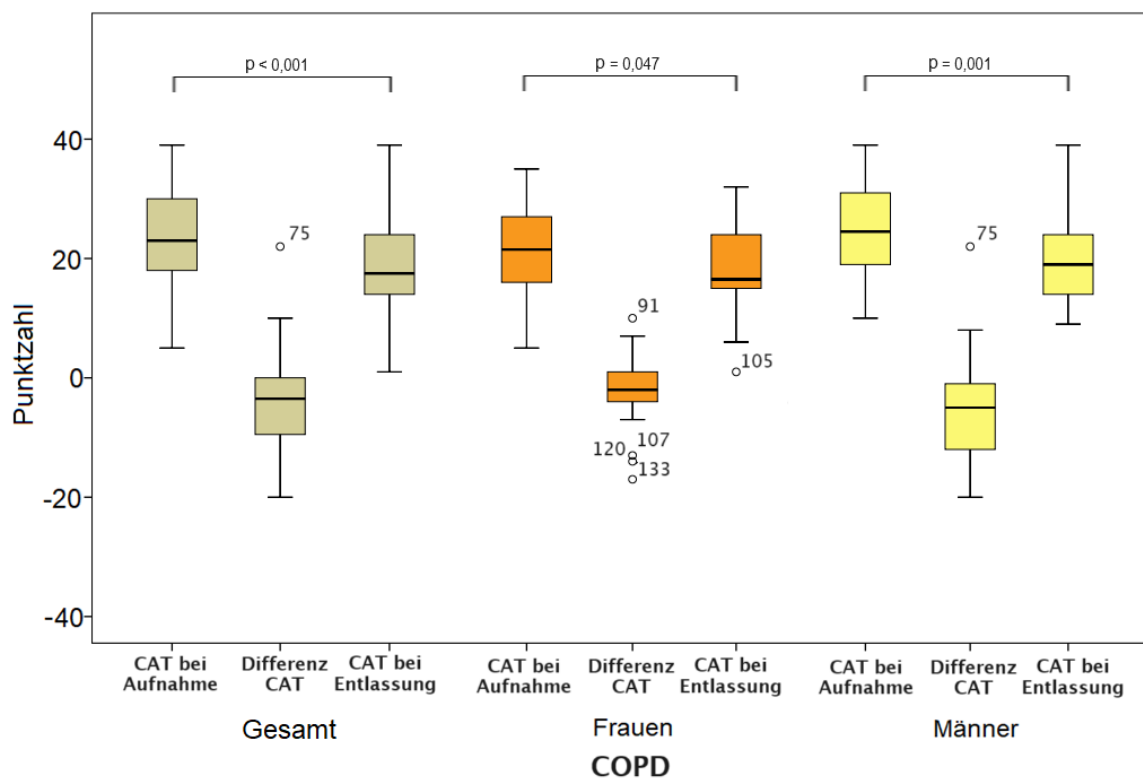 p < 0,001
p = 0,047
p = 0,001
Punktzahl
40
20
0
-20
-40
75
91
120
107
133
105
75
CAT bei
Aufnahme
Differenz
CAT
CAT bei
Entlassung
CAT bei
Aufnahme
Differenz
CAT
CAT bei
Entlassung
CAT bei
Aufnahme
Differenz
CAT
CAT bei
Entlassung
Gesamt
Frauen
Männer
COPD